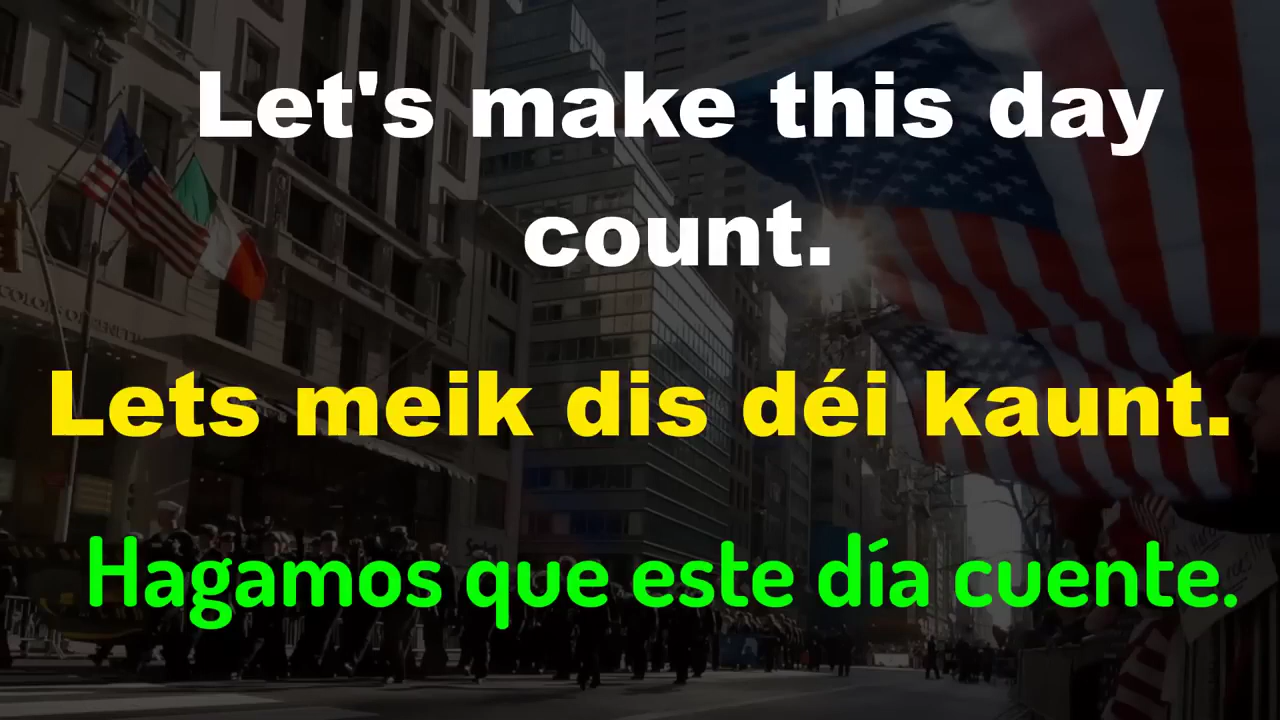 Let's make this day
count.
Lets meik dis déi kaunt.
Hagamos que este día cuente.